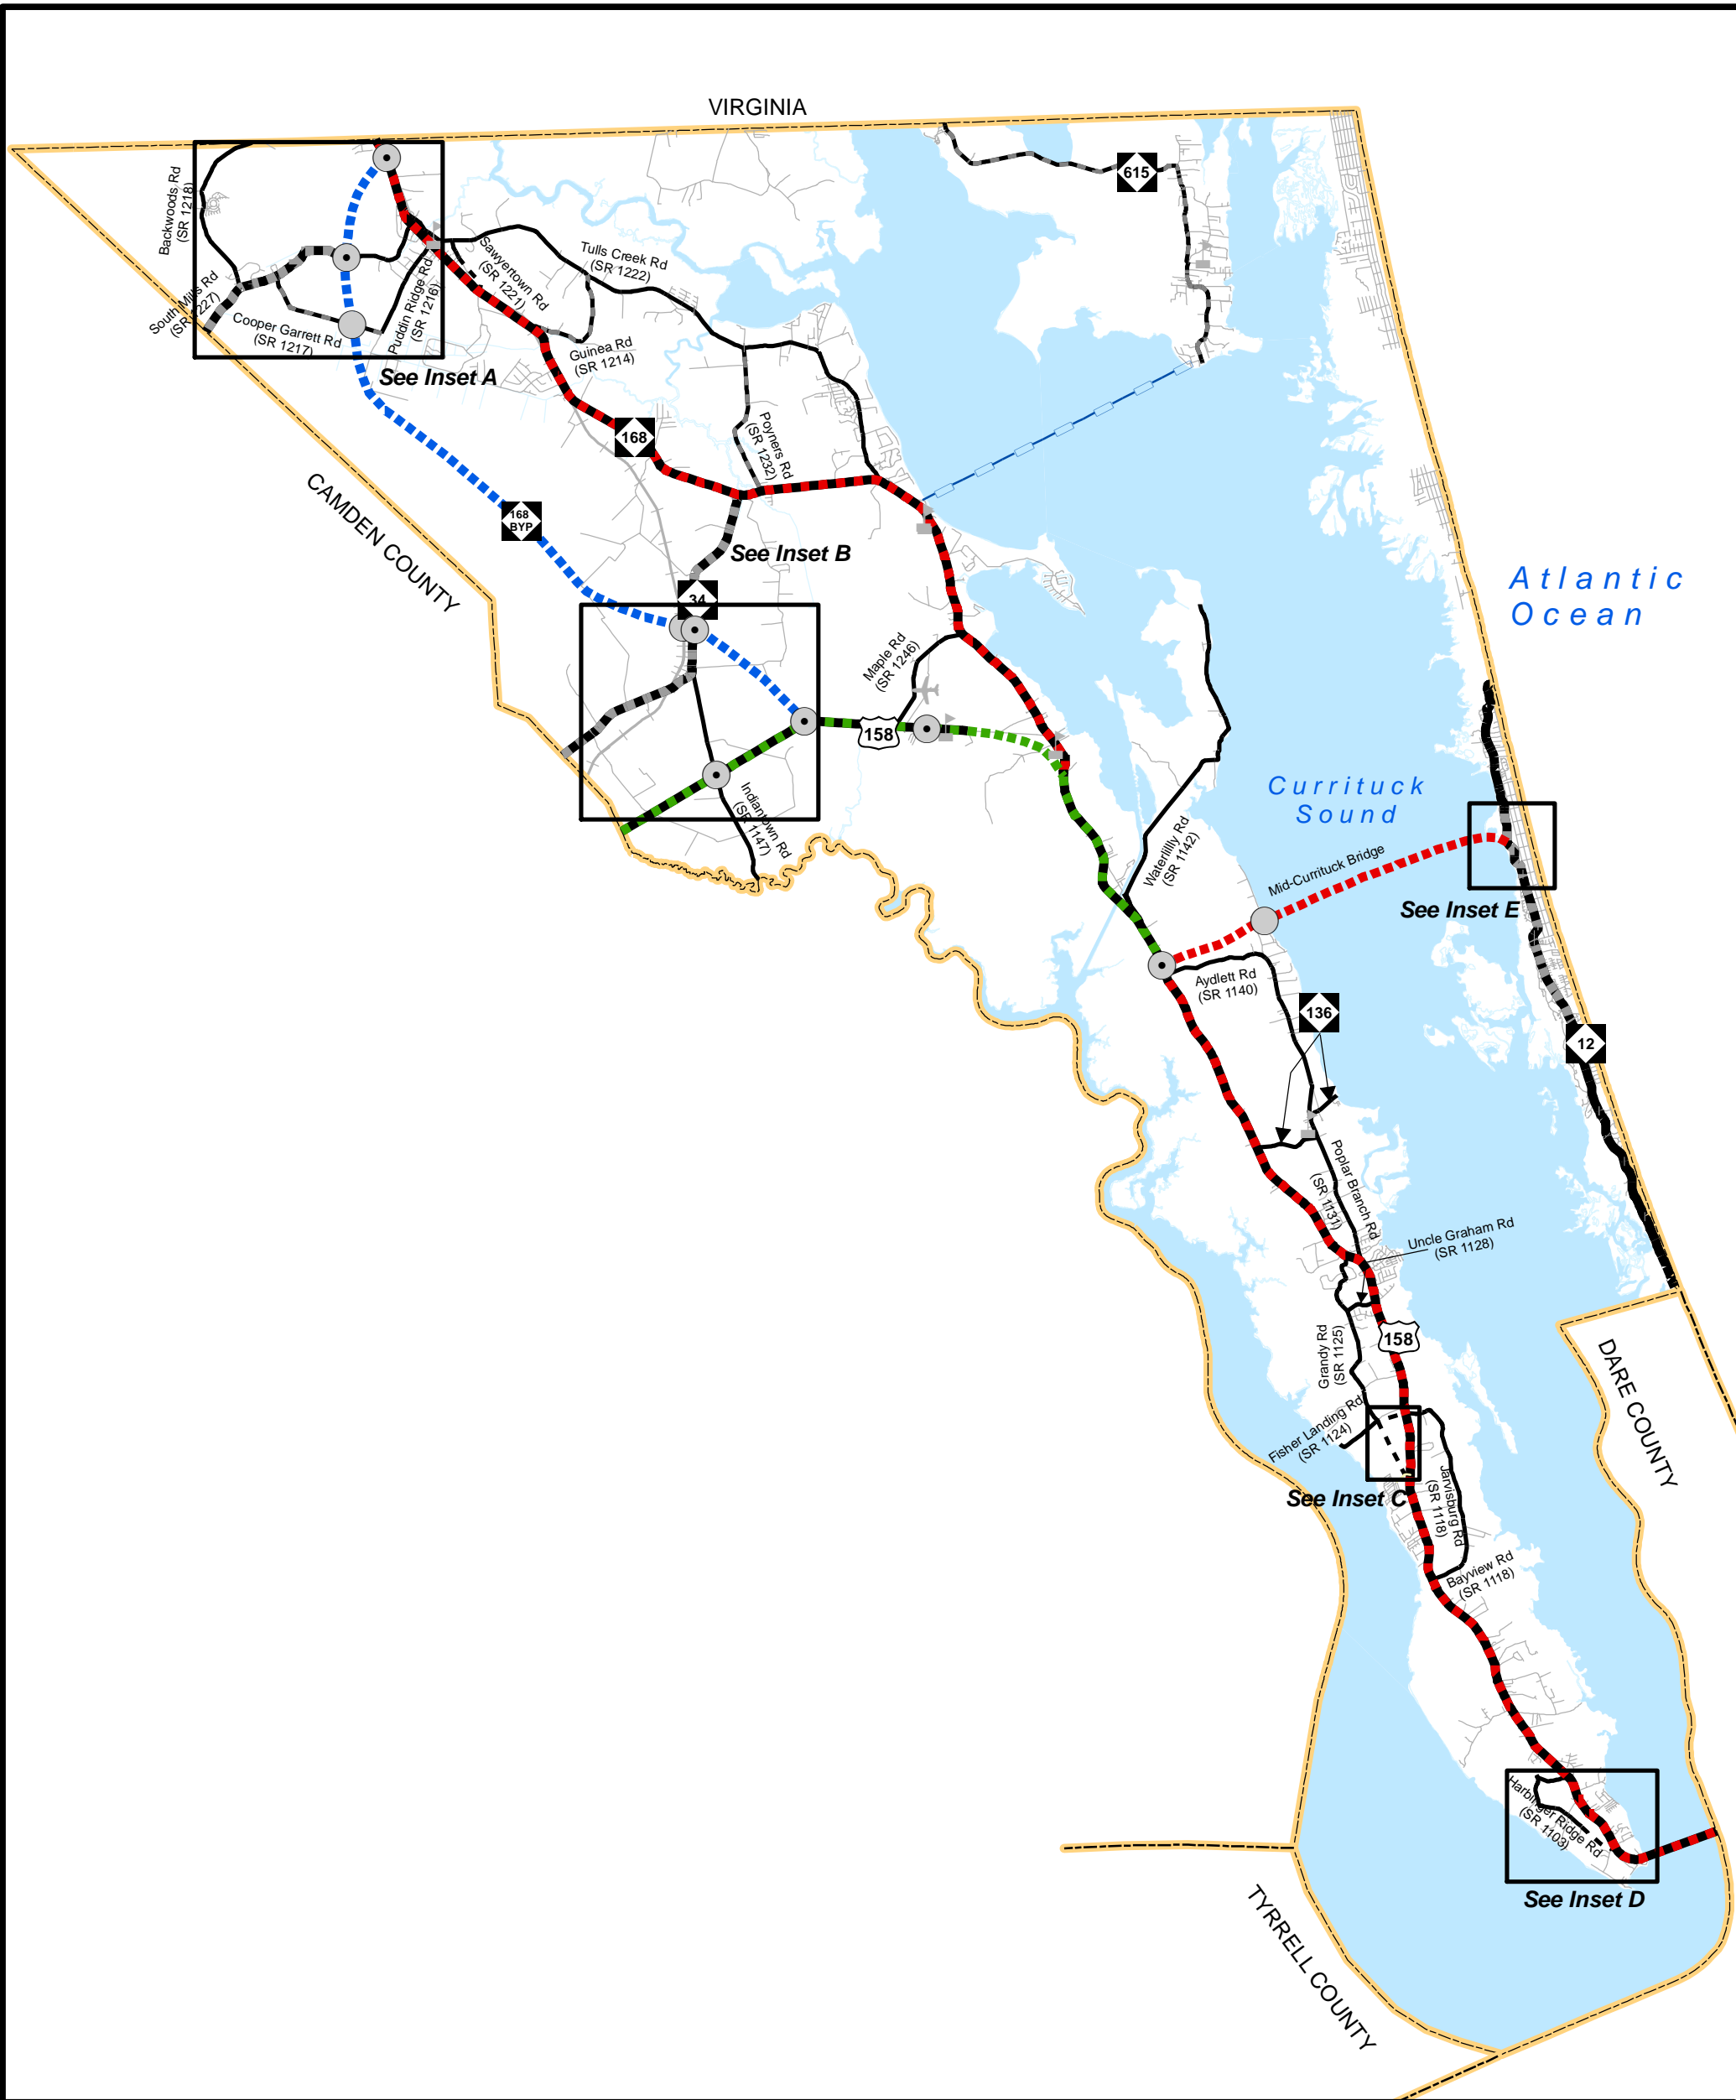 VIRGINIA
615
Backwoods Rd
(SR 1218)
South Mills Rd
(SR 1227)
Cooper Garrett Rd
(SR 1217)
Puddin Ridge Rd
(SR 1216)
Sawyertown Rd
(SR 1221)
Tulls Creek Rd
(SR 1222)
Guinea Rd
(SR 1214)
See Inset A
168
Poyners Rd
(SR 1232)
CAMDEN COUNTY
168
BYP
See Inset B
34
Atlantic
Ocean
Maple Rd
(SR 1246)
158
Indiantown Rd
(SR 1147)
Currituck
Sound
Waterlilly Rd
(SR 1142)
Mid-Currituck Bridge
See Inset E
Aydlett Rd
(SR 1140)
136
12
Poplar Branch Rd
(SR 1131)
Uncle Graham Rd
(SR 1128)
158
Grandy Rd
(SR 1125)
DARE COUNTY
Fisher Landing Rd
(SR 1124)
See Inset C
Jarvisburg Rd
(SR 1118)
Bayview Rd
(SR 1118)
Harbinger Ridge Rd
(SR 1103)
See Inset D
TYRRELL COUNTY